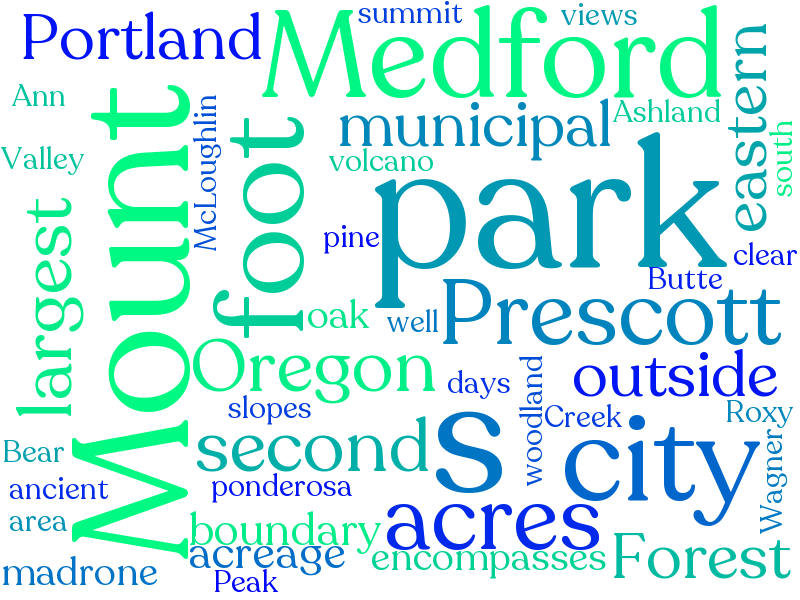 summit
views
Portland
Medford
Ann
McLoughlin
municipal
Ashland
eastern
south
Valley
volcano
Mount
foot
park
largest
pine
clear
Butte
oak
well
Prescott
Oregon
days
woodland
outside
slopes
Creek
Roxy
second
s
city
Wagner
Bear
ancient
ponderosa
area
acres
boundary
acreage
encompasses
Forest
madrone
Peak